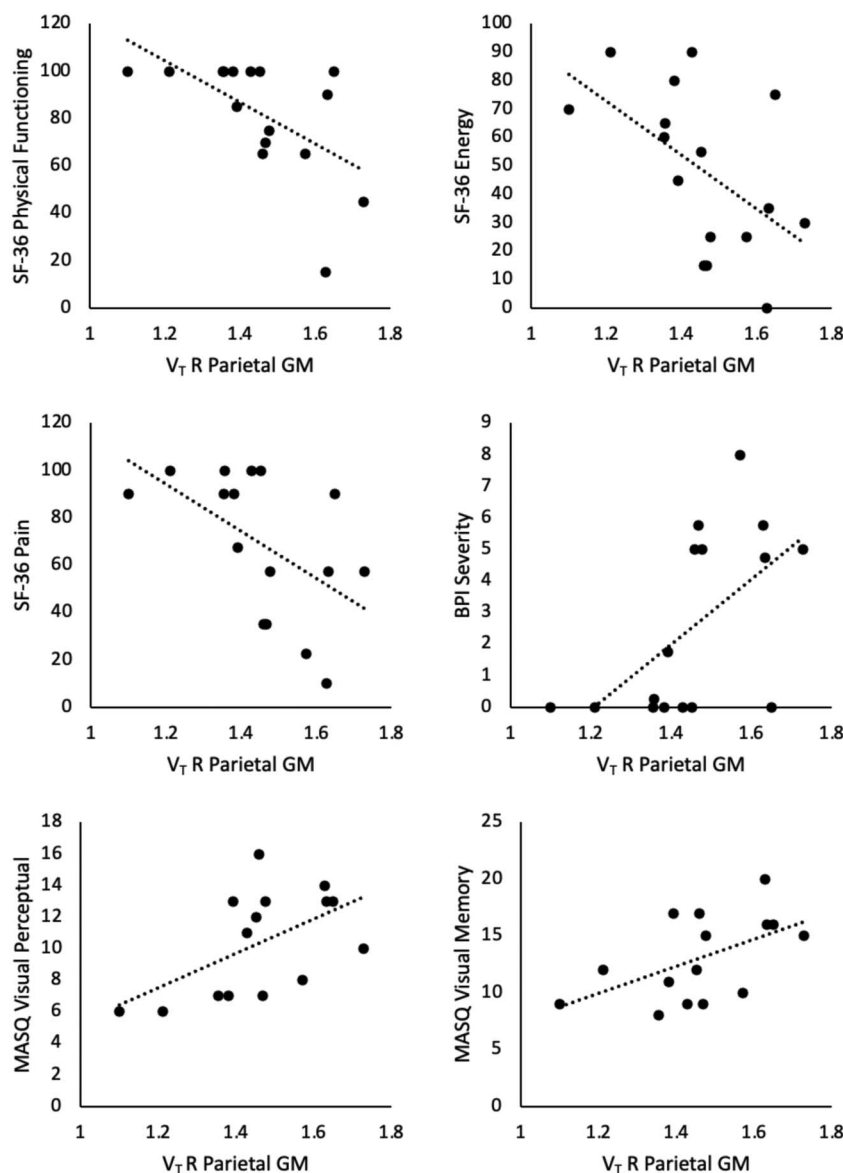 SF-36 Physical Functioning
120
100
80
60
40
20
0
1 1.2 1.4 1.6 1.8
V_T R Parietal GM
SF-36 Energy
100
90
80
70
60
50
40
30
20
10
0
1 1.2 1.4 1.6 1.8
V_T R Parietal GM
SF-36 Pain
120
100
80
60
40
20
0
1 1.2 1.4 1.6 1.8
V_T R Parietal GM
BPI Severity
9
8
7
6
5
4
3
2
1
0
1 1.2 1.4 1.6 1.8
V_T R Parietal GM
MASQ Visual Perceptual
18
16
14
12
10
8
6
4
2
0
1 1.2 1.4 1.6 1.8
V_T R Parietal GM
MASQ Visual Memory
25
20
15
10
5
0
1 1.2 1.4 1.6 1.8
V_T R Parietal GM